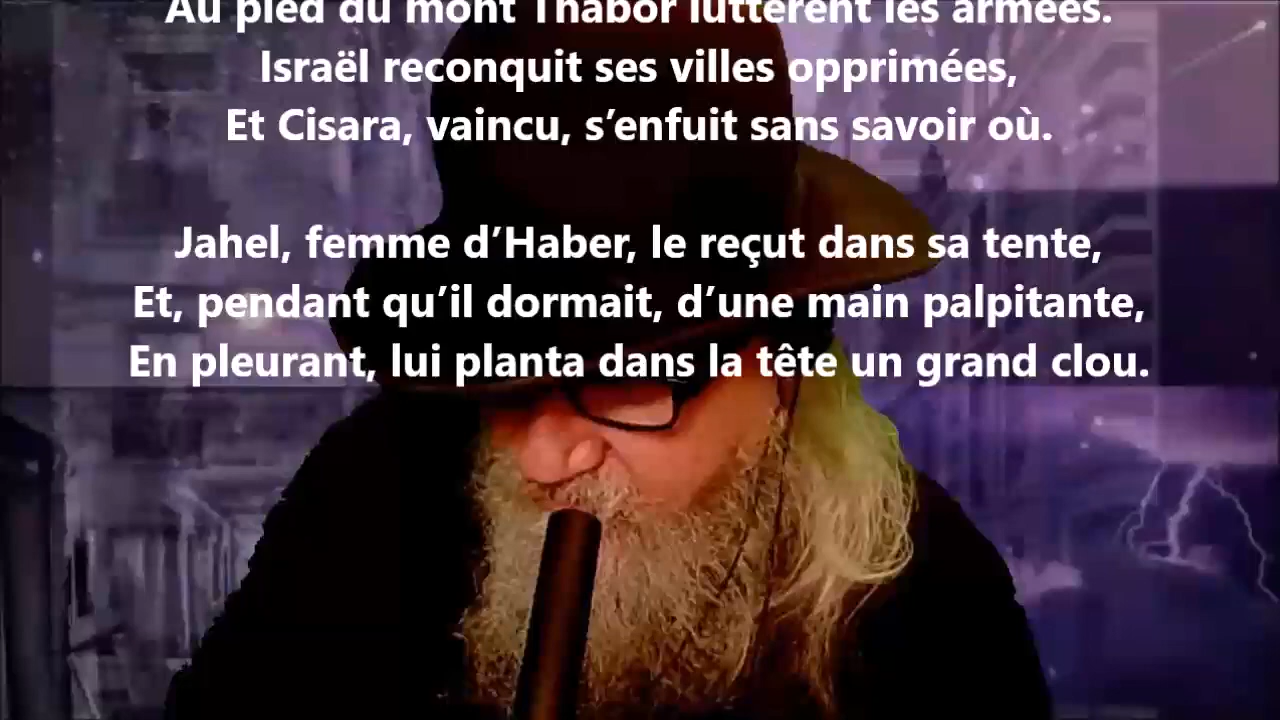 Au pied du mont Thabor luttèrent les armées.
Israël reconquit ses villes opprimées,
Et Cisara, vaincu, s’enfuit sans savoir où.
Jahel, femme d’Haber, le reçut dans sa tente,
Et, pendant qu’il dormait, d’une main palpitante,
En pleurant, lui planta dans la tête un grand clou.